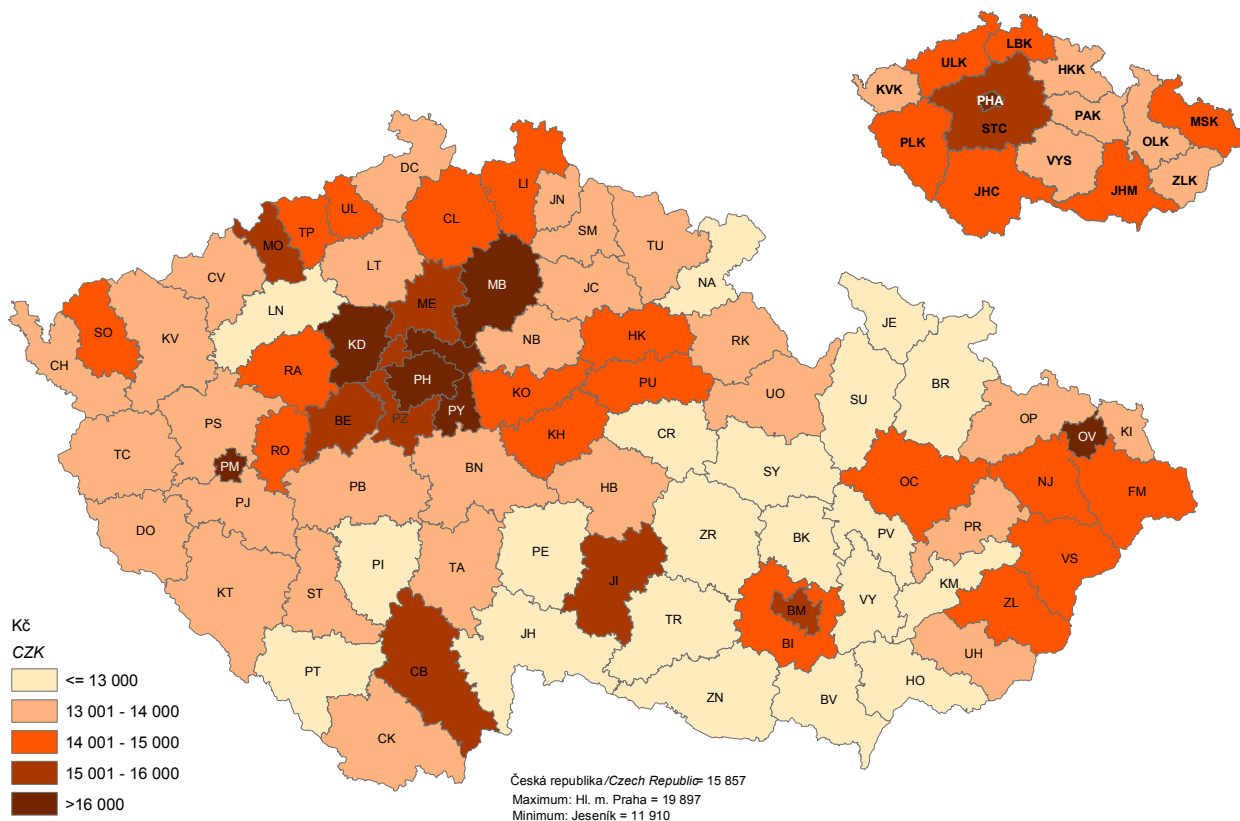 LBK
ULK
HKK
KVK
PHA
PAK
MSK
STC
PLK
OLK
VYS
ZLK
JHC
JHM
DC
LI
JN
UL
CL
SM
TP
TU
MO
LT
CV
NA
ME
MB
JC
LN
JE
SO
KV
HK
NB
KD
RK
CH
BR
RA
PH
PU
KO
SU
UO
PY
BE
PZ
OP
KI
PS
CR
OV
KH
RO
TC
SY
PM
BN
OC
NJ
FM
PB
HB
PJ
PR
DO
PV
ZR
BK
PE
VS
PI
TA
JI
KM
KT
ST
VY
ZL
BM
TR
JH
BI
UH
PT
CB
HO
ZN
BV
CK
Kč
CZK
<= 13 000
13 001 - 14 000
14 001 - 15 000
15 001 - 16 000
>16 000
Česká republika/Czech Republic= 15 857
Maximum: Hl. m. Praha = 19 897
Minimum: Jeseník = 11 910